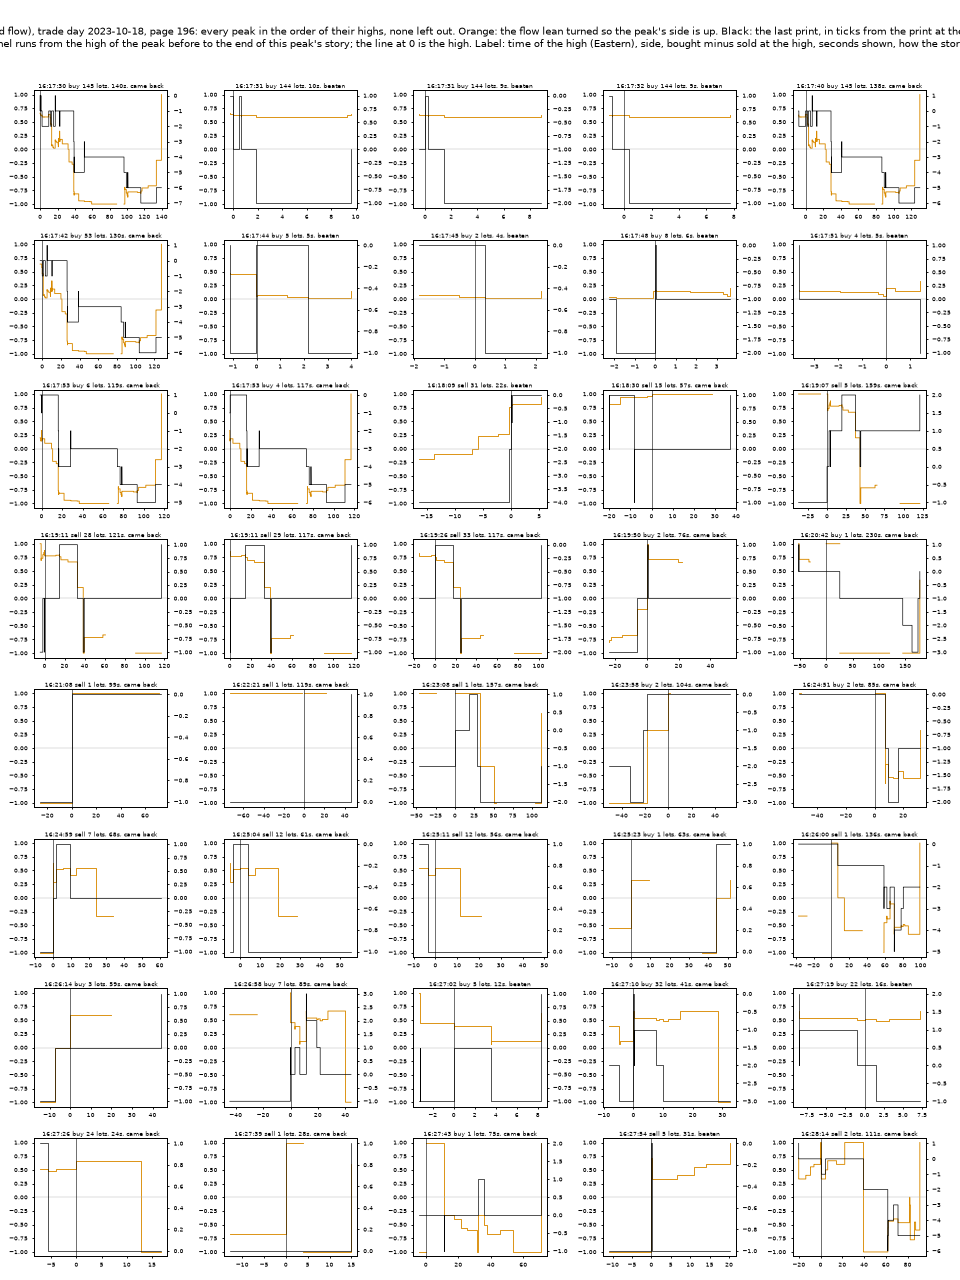 d flow), trade day 2023-10-18, page 196: every peak in the order of their highs, none left out. Orange: the flow lean turned so the peak's side is up. Black: the last print, in ticks from the print at the
nel runs from the high of the peak before to the end of this peak's story; the line at 0 is the high. Label: time of the high (Eastern), side, bought minus sold at the high, seconds shown, how the stor
16:17:30 buy 145 lots. 140s. came back
16:17:31 buy 144 lots. 10s. beaten
16:17:31 buy 144 lots. 9s. beaten
16:17:32 buy 144 lots. 9s. beaten
16:17:40 buy 145 lots. 138s. came back
16:17:42 buy 53 lots. 130s. came back
16:17:44 buy 5 lots. 5s. beaten
16:17:45 buy 2 lots. 4s. beaten
16:17:48 buy 8 lots. 6s. beaten
16:17:51 buy 4 lots. 5s. beaten
16:17:53 buy 6 lots. 119s. came back
16:17:53 buy 4 lots. 117s. came back
16:18:09 sell 31 lots. 22s. beaten
16:18:30 sell 15 lots. 57s. came back
16:19:07 sell 5 lots. 159s. came back
16:19:11 sell 28 lots. 121s. came back
16:19:11 sell 29 lots. 117s. came back
16:19:26 sell 33 lots. 117s. came back
16:19:50 buy 2 lots. 76s. came back
16:20:42 buy 1 lots. 230s. came back
16:21:08 sell 1 lots. 99s. came back
16:22:21 sell 1 lots. 119s. came back
16:23:08 sell 1 lots. 157s. came back
16:23:58 buy 2 lots. 104s. came back
16:24:51 buy 2 lots. 85s. came back
16:24:55 sell 7 lots. 68s. came back
16:25:04 sell 12 lots. 61s. came back
16:25:11 sell 12 lots. 56s. came back
16:25:23 buy 1 lots. 63s. came back
16:26:00 sell 1 lots. 136s. came back
16:26:14 buy 3 lots. 59s. came back
16:26:58 buy 7 lots. 89s. came back
16:27:02 buy 5 lots. 12s. beaten
16:27:10 buy 32 lots. 41s. came back
16:27:19 buy 22 lots. 16s. beaten
16:27:26 buy 24 lots. 24s. came back
16:27:39 sell 1 lots. 28s. came back
16:27:43 buy 1 lots. 75s. came back
16:27:54 sell 9 lots. 31s. beaten
16:28:14 sell 2 lots. 111s. came back